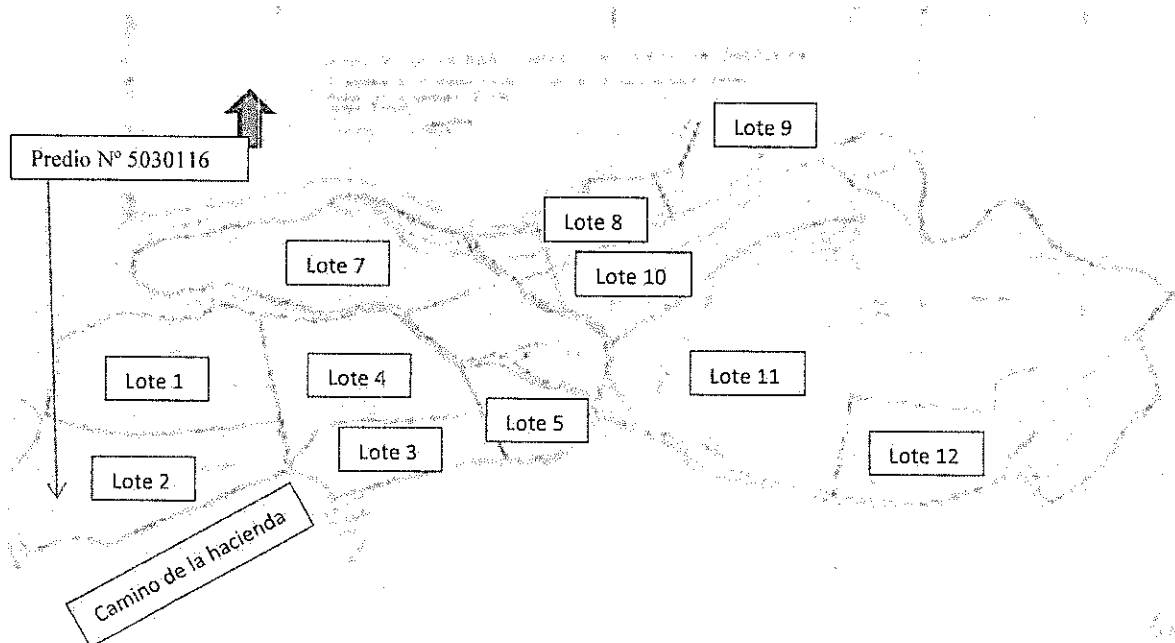 Predio Nº 5030116
Lote 9
Lote 8
Lote 7
Lote 10
Lote 1
Lote 4
Lote 11
Lote 5
Lote 3
Lote 12
Lote 2
Camino de la hacienda